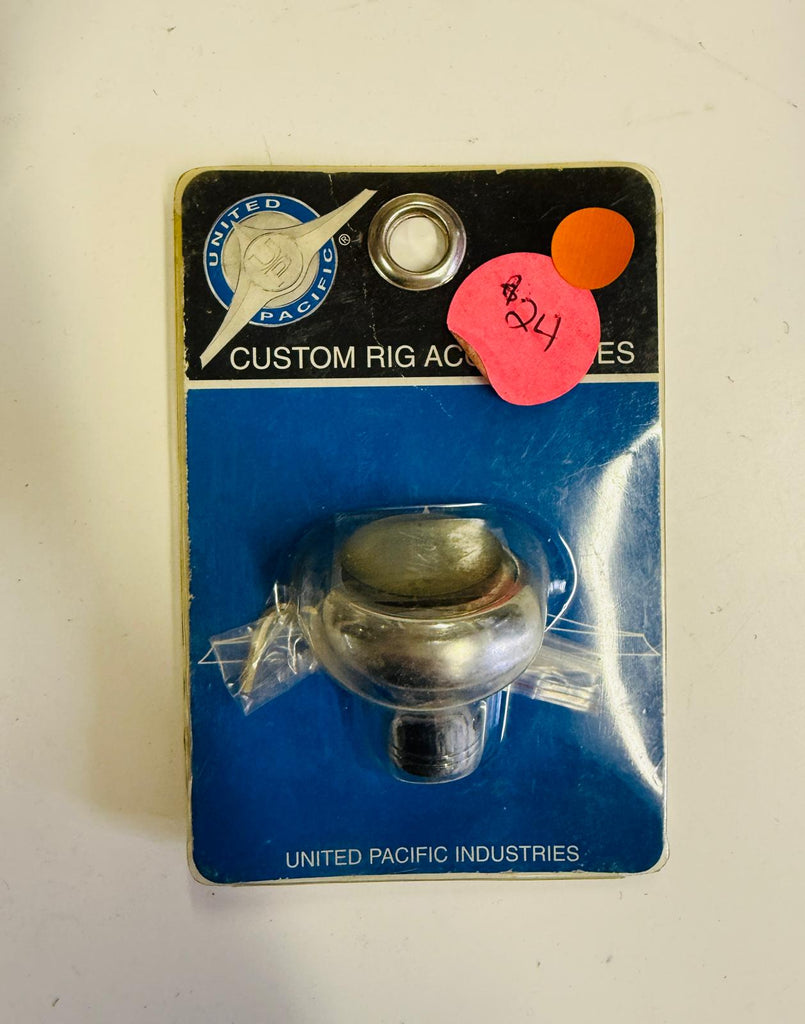 UNITED
PACIFIC
®
$
24
CUSTOM RIG AC ES
UNITED PACIFIC INDUSTRIES